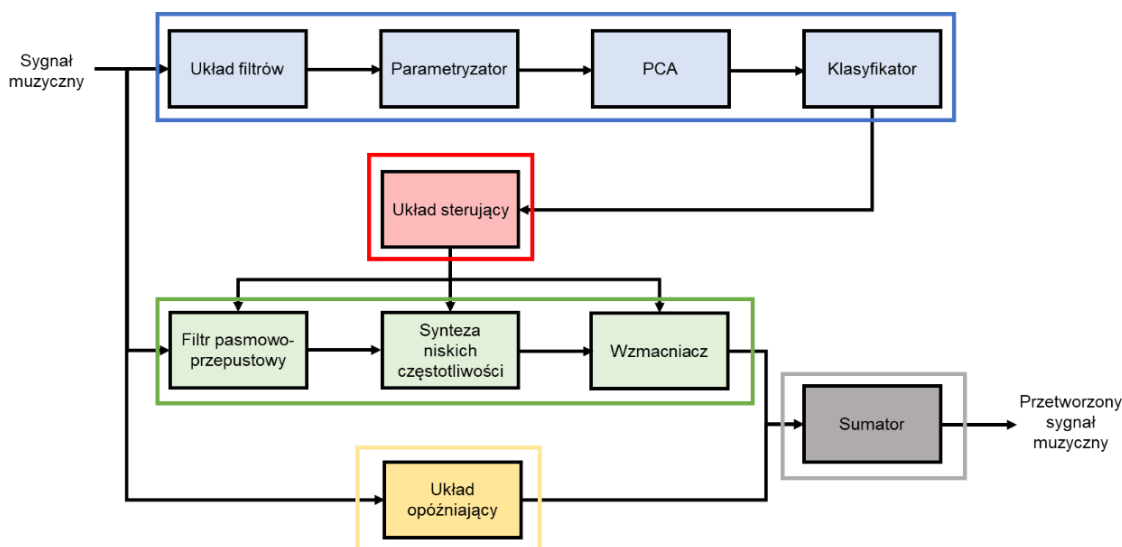 Sygnał
muzyczny
Układ filtrów
Parametryzator
PCA
Klasyfikator
Układ sterujący
Filtr pasmowo-
przepustowy
Synteza
niskich
częstotliwości
Wzmacniacz
Sumator
Przetworzony
sygnał
muzyczny
Układ
opóźniający